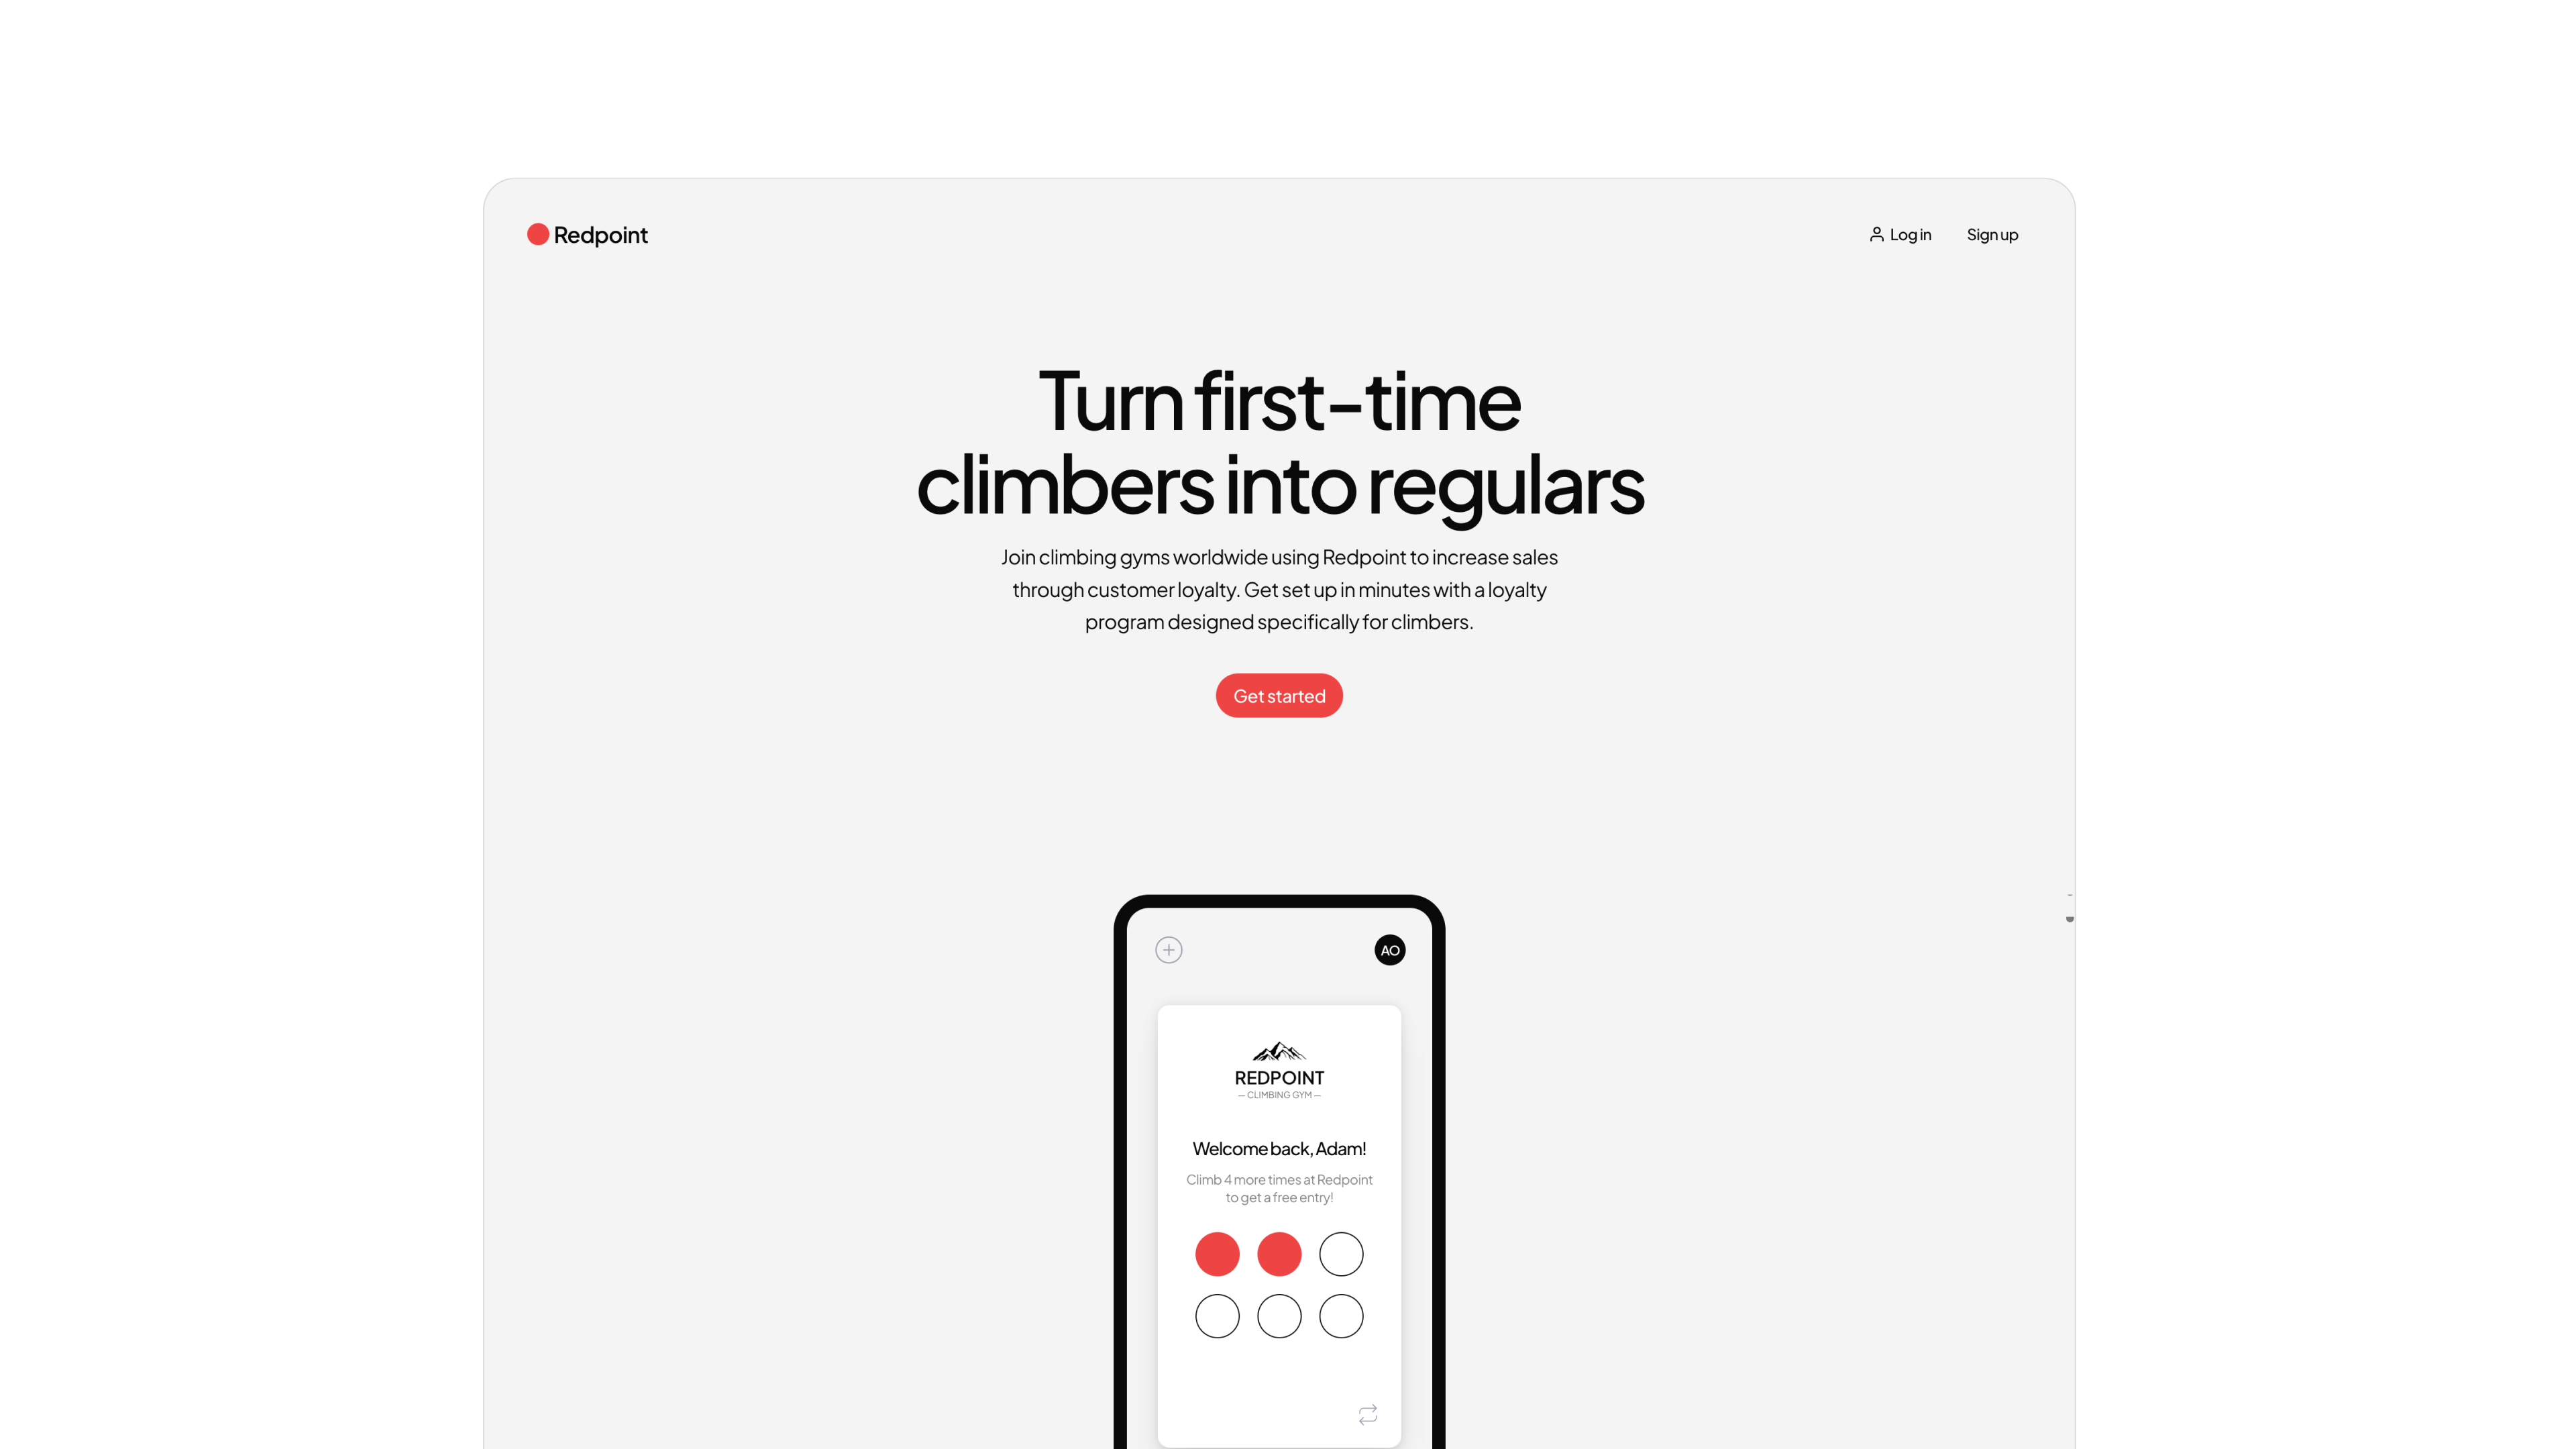 Redpoint
Log in
Sign up
Turn first-time
climbers into regulars
Join climbing gyms worldwide using Redpoint to increase sales
through customer loyalty. Get set up in minutes with a loyalty
program designed specifically for climbers.
Get started
AO
REDPOINT
— CLIMBING GYM —
Welcome back, Adam!
Climb 4 more times at Redpoint
to get a free entry!